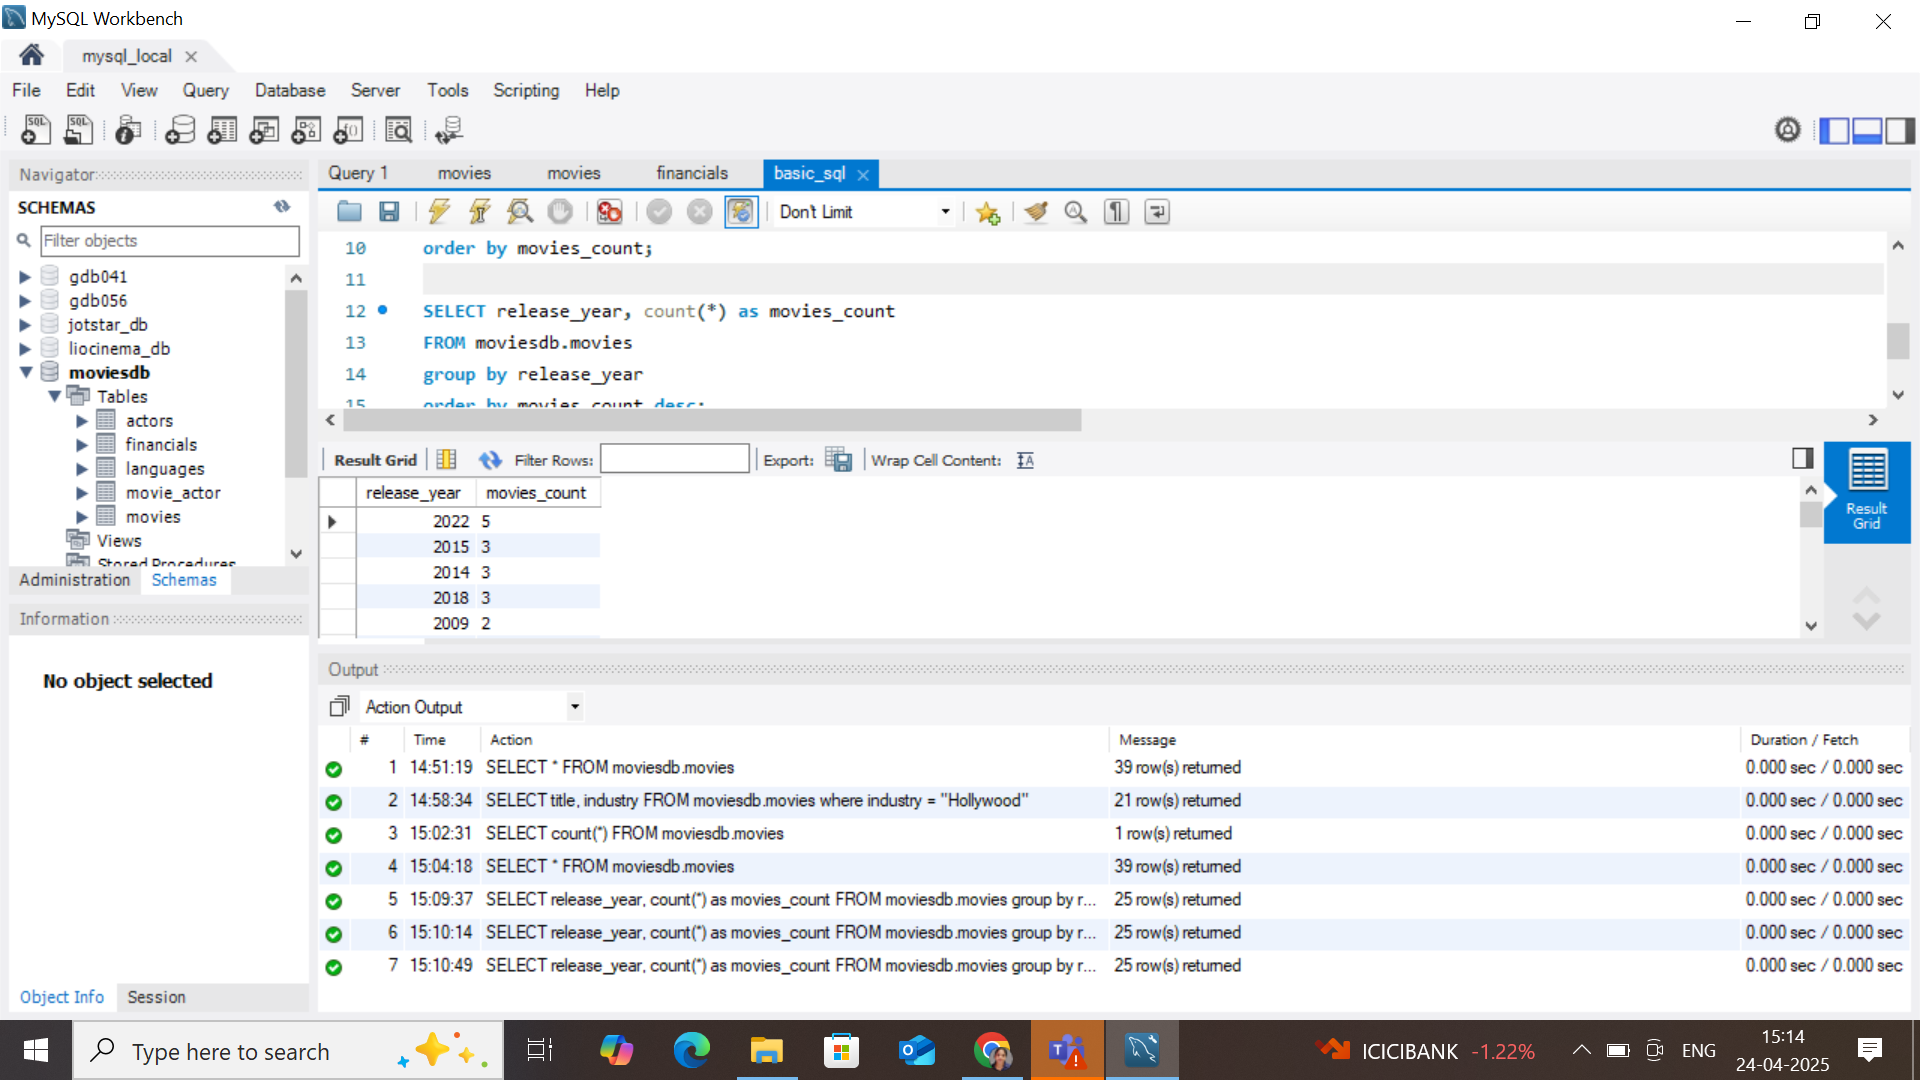 MySQL Workbench
mysql_local
File Edit View Query Database Server Tools Scripting Help
Navigator
SCHEMAS
Filter objects
gdb041
gdb056
jotstar_db
liocinema_db
moviesdb
Tables
actors
financials
languages
movie_actor
movies
Views
Stored Procedures
Administration Schemas
Information
No object selected
Object Info Session
Query 1 movies movies financials basic_sql
Don't Limit
10 order by movies_count;
11
12 SELECT release_year, count(*) as movies_count
13 FROM moviesdb.movies
14 group by release_year
15 order by movies_count desc;
Result Grid Filter Rows: Export: Wrap Cell Content:
release_year movies_count
2022 5
2015 3
2014 3
2018 3
2009 2
Result
Grid
Output
Action Output
# Time Action Message Duration / Fetch
1 14:51:19 SELECT * FROM moviesdb.movies 39 row(s) returned 0.000 sec / 0.000 sec
2 14:58:34 SELECT title, industry FROM moviesdb.movies where industry = "Hollywood" 21 row(s) returned 0.000 sec / 0.000 sec
3 15:02:31 SELECT count(*) FROM moviesdb.movies 1 row(s) returned 0.000 sec / 0.000 sec
4 15:04:18 SELECT * FROM moviesdb.movies 39 row(s) returned 0.000 sec / 0.000 sec
5 15:09:37 SELECT release_year, count(*) as movies_count FROM moviesdb.movies group by r... 25 row(s) returned 0.000 sec / 0.000 sec
6 15:10:14 SELECT release_year, count(*) as movies_count FROM moviesdb.movies group by r... 25 row(s) returned 0.000 sec / 0.000 sec
7 15:10:49 SELECT release_year, count(*) as movies_count FROM moviesdb.movies group by r... 25 row(s) returned 0.000 sec / 0.000 sec
Type here to search
ICICIBANK -1.22%
ENG
15:14
24-04-2025